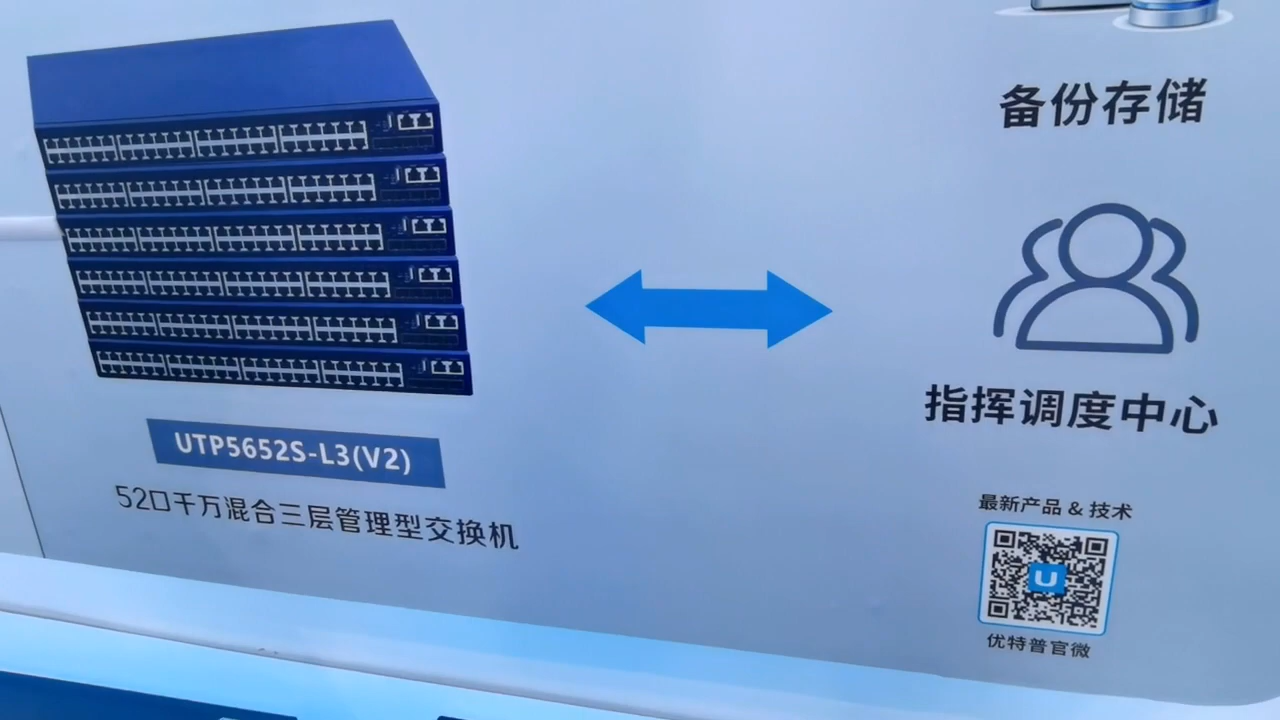 备份存储
指挥调度中心
UTP5652S-L3(V2)
52口千万混合三层管理型交换机
最新产品 & 技术
U
优特普官微